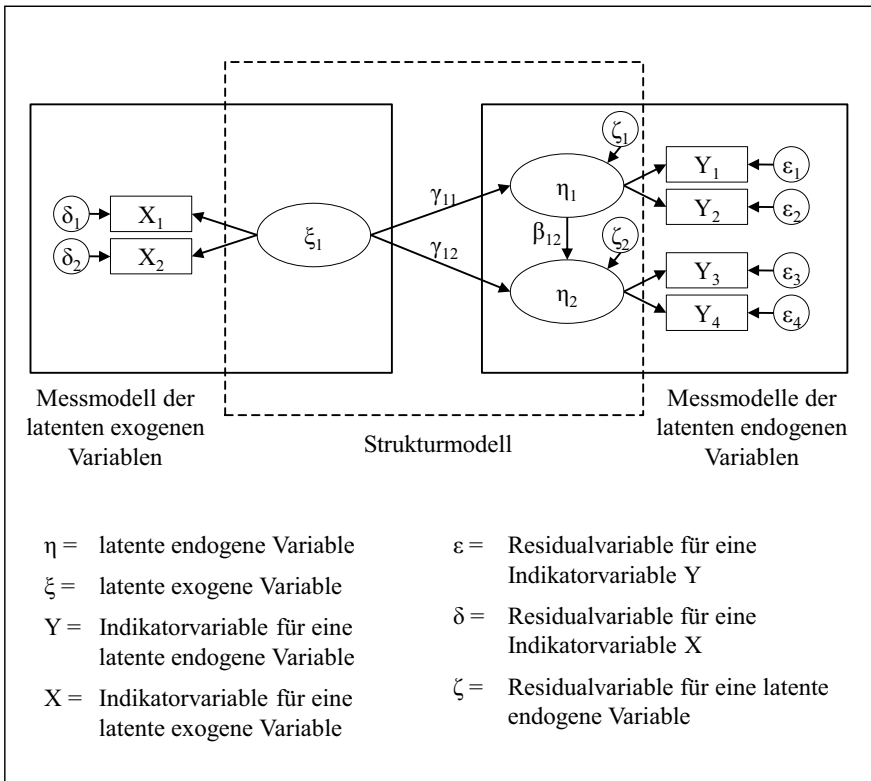 ζ1
Y1 ε1
γ11 η1
δ1 X1 Y2 ε2
ξ1 β12 ζ2
δ2 X2 γ12
Y3 ε3
η2
Y4 ε4
Messmodell der
latenten exogenen
Variablen
Strukturmodell
Messmodelle der
latenten endogenen
Variablen
η = latente endogene Variable
ξ = latente exogene Variable
Y = Indikatorvariable für eine
latente endogene Variable
X = Indikatorvariable für eine
latente exogene Variable
ε = Residualvariable für eine
Indikatorvariable Y
δ = Residualvariable für eine
Indikatorvariable X
ζ = Residualvariable für eine latente
endogene Variable